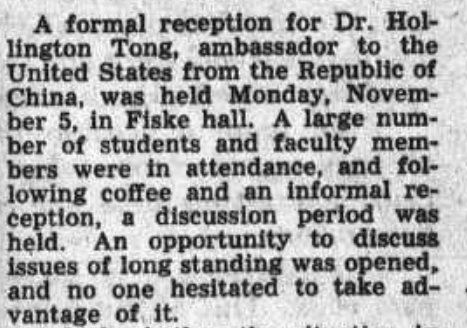 A formal reception for Dr. Hol-
lington Tong, ambassador to the
United States from the Republic of
China, was held Monday, Novem-
ber 5, in Fiske hall. A large num-
ber of students and faculty mem-
bers were in attendance, and fol-
lowing coffee and an informal re-
ception, a discussion period was
held. An opportunity to discuss
issues of long standing was opened,
and no one hesitated to take ad-
vantage of it.